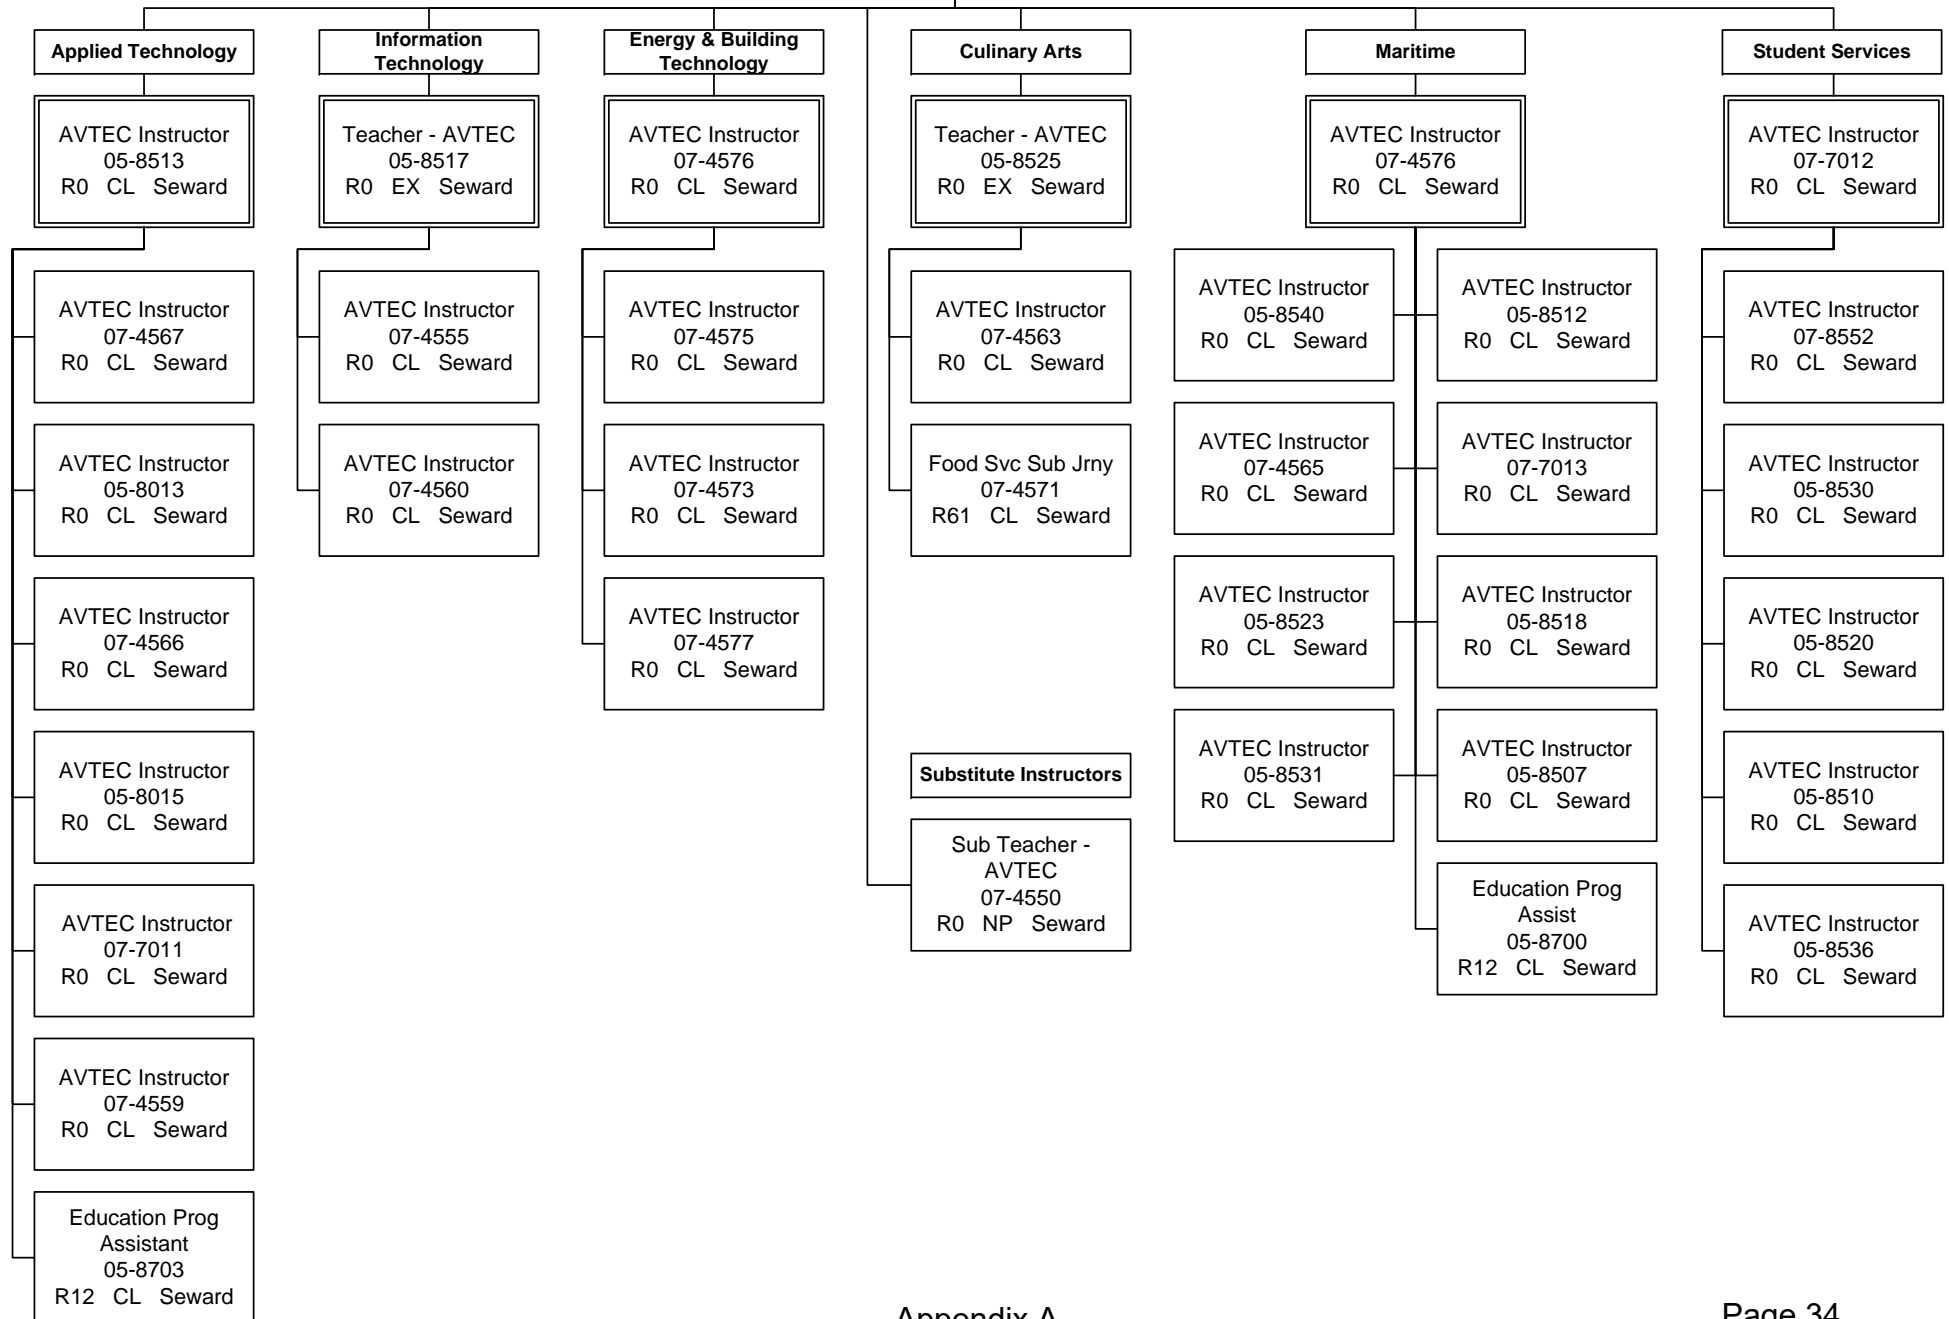 Applied Technology
AVTEC Instructor
05-8513
R0 CL Seward
AVTEC Instructor
07-4567
R0 CL Seward
AVTEC Instructor
05-8013
R0 CL Seward
AVTEC Instructor
07-4566
R0 CL Seward
AVTEC Instructor
05-8015
R0 CL Seward
AVTEC Instructor
07-7011
R0 CL Seward
AVTEC Instructor
07-4559
R0 CL Seward
Education Prog
Assistant
05-8703
R12 CL Seward
Information
Technology
Teacher - AVTEC
05-8517
R0 EX Seward
AVTEC Instructor
07-4555
R0 CL Seward
AVTEC Instructor
07-4560
R0 CL Seward
Energy & Building
Technology
AVTEC Instructor
07-4576
R0 CL Seward
AVTEC Instructor
07-4575
R0 CL Seward
AVTEC Instructor
07-4573
R0 CL Seward
AVTEC Instructor
07-4577
R0 CL Seward
Culinary Arts
Teacher - AVTEC
05-8525
R0 EX Seward
AVTEC Instructor
07-4563
R0 CL Seward
Food Svc Sub Jrny
07-4571
R61 CL Seward
Substitute Instructors
Sub Teacher -
AVTEC
07-4550
R0 NP Seward
Maritime
AVTEC Instructor
07-4576
R0 CL Seward
AVTEC Instructor
05-8540
R0 CL Seward
AVTEC Instructor
05-8512
R0 CL Seward
AVTEC Instructor
07-4565
R0 CL Seward
AVTEC Instructor
07-7013
R0 CL Seward
AVTEC Instructor
05-8523
R0 CL Seward
AVTEC Instructor
05-8518
R0 CL Seward
AVTEC Instructor
05-8531
R0 CL Seward
AVTEC Instructor
05-8507
R0 CL Seward
Education Prog
Assist
05-8700
R12 CL Seward
Student Services
AVTEC Instructor
07-7012
R0 CL Seward
AVTEC Instructor
07-8552
R0 CL Seward
AVTEC Instructor
05-8530
R0 CL Seward
AVTEC Instructor
05-8520
R0 CL Seward
AVTEC Instructor
05-8510
R0 CL Seward
AVTEC Instructor
05-8536
R0 CL Seward
Appendix A
Page 34